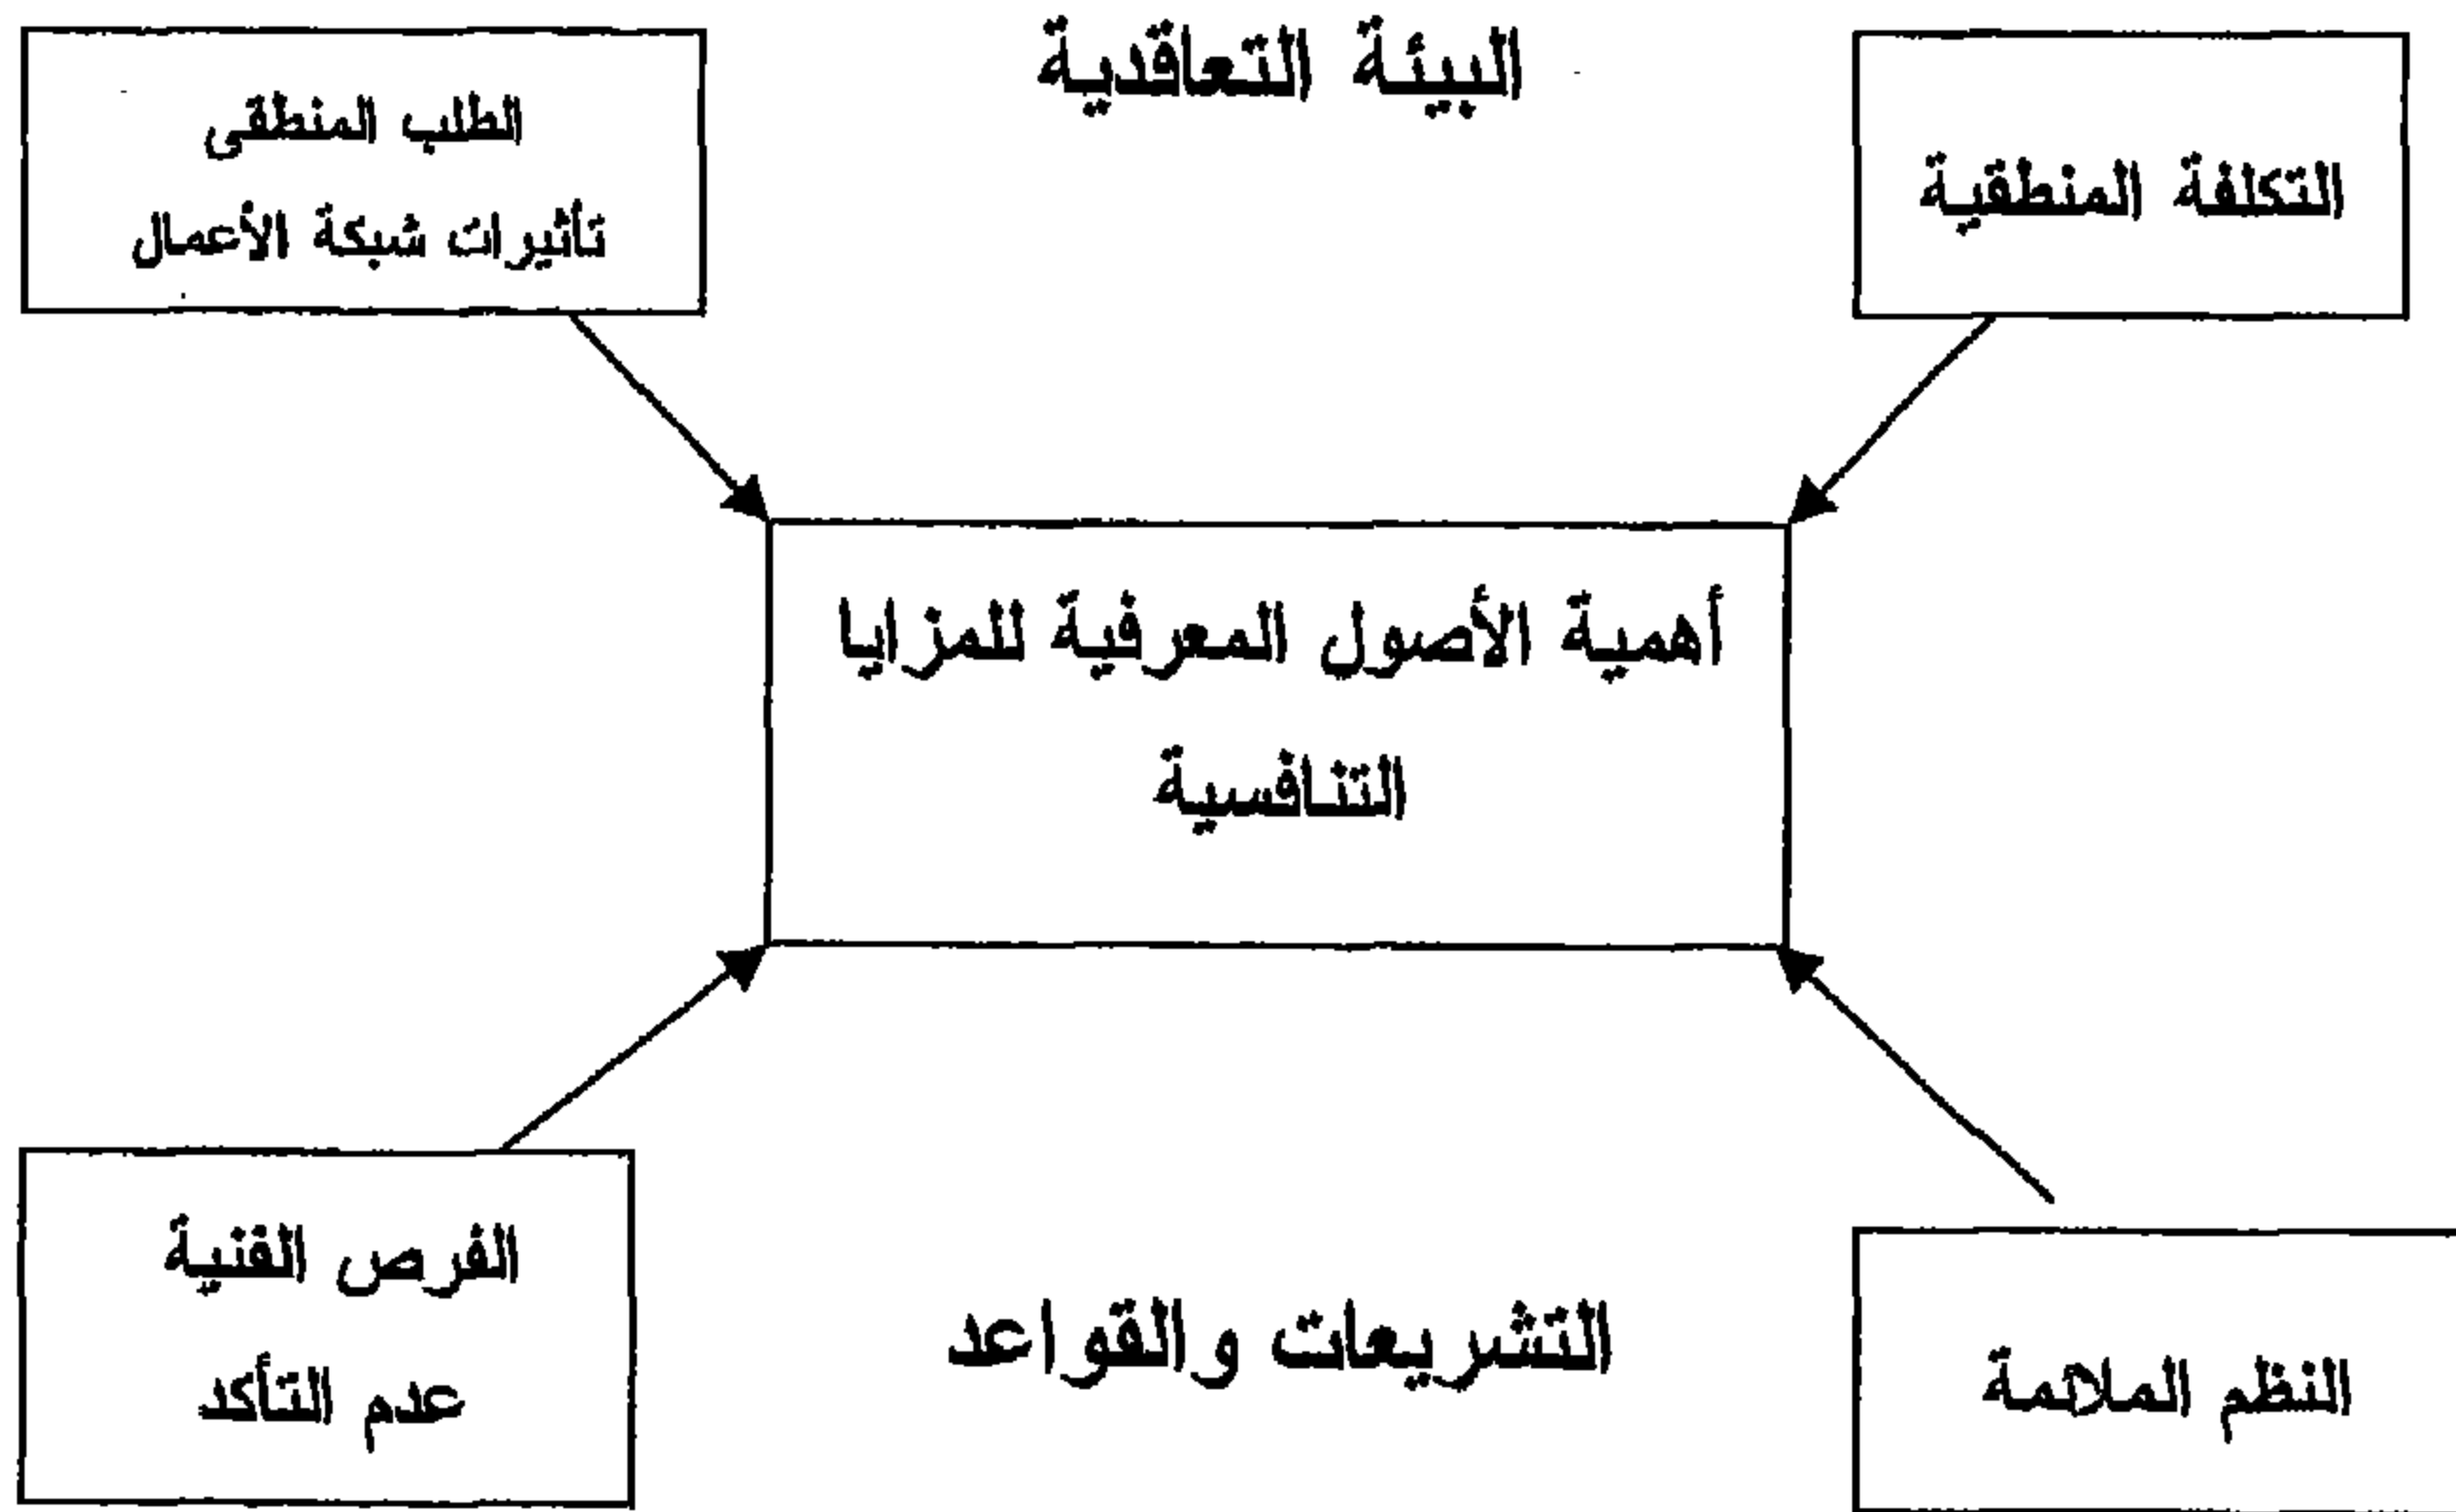 البيئة التعاقدية
التكلفة المنطقية
الطلب المنطقى
تأثيرات شبكة الأعمال
أهمية الأصول المعرفية للمزايا
التنافسية
النظم الملائمة
التشريعات والقواعد
الفرص الفنية
عدم التأكد